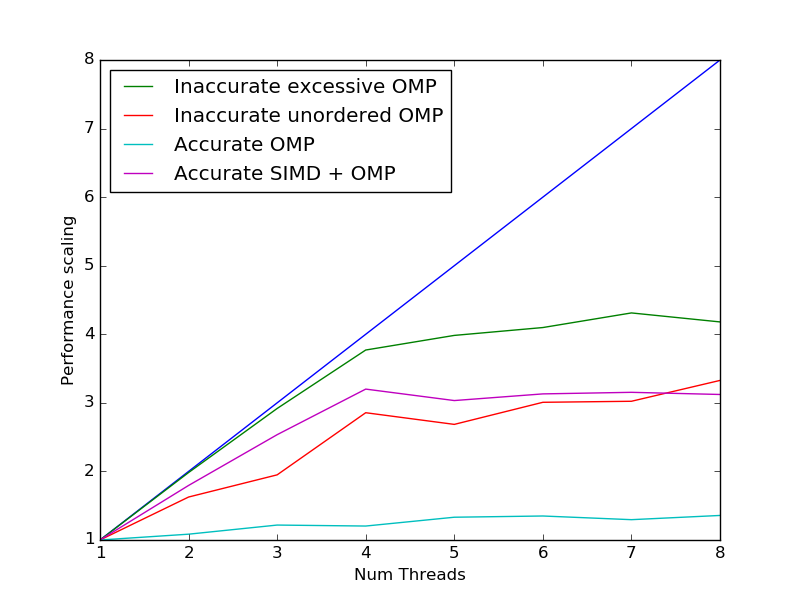 8
7
6
5
4
3
2
1
Performance scaling
Inaccurate excessive OMP
Inaccurate unordered OMP
Accurate OMP
Accurate SIMD + OMP
1 2 3 4 5 6 7 8
Num Threads